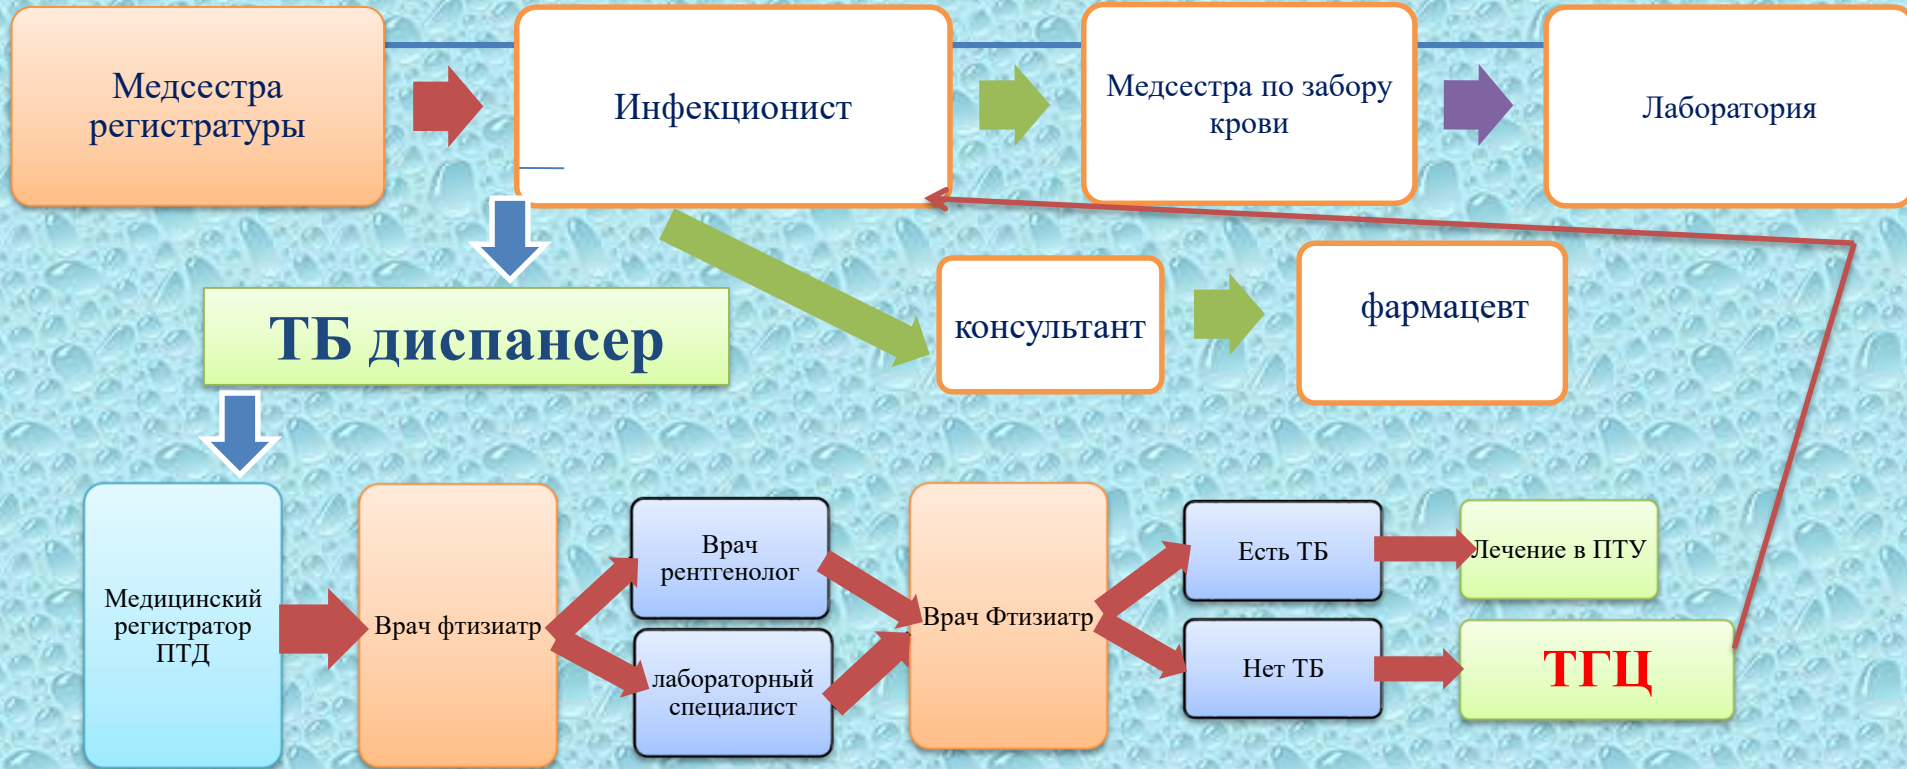 Медсестра
регистратуры
Инфекционист
Медсестра по забору
крови
Лаборатория
ТБ диспансер
консультант
фармацевт
Медицинский
регистратор
ПТД
Врач фтизиатр
Врач
рентгенолог
лабораторный
специалист
Врач Фтизиатр
Есть ТБ
Нет ТБ
Лечение в ПТУ
ТГЦ